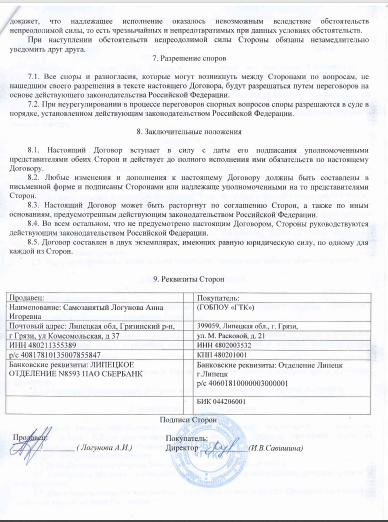 докажет, что надлежащее исполнение оказалось невозможным вследствие обстоятельств
непреодолимой силы, то есть чрезвычайных и непредотвратимых при данных условиях обстоятельств.
При наступлении обстоятельств непреодолимой силы Стороны обязаны незамедлительно
уведомить друг друга.
7. Разрешение споров
7.1. Все споры и разногласия, которые могут возникнуть между Сторонами по вопросам, не
нашедшим своего разрешения в тексте настоящего Договора, будут разрешаться путем переговоров на
основе действующего законодательства Российской Федерации.
7.2. При неурегулировании в процессе переговоров спорных вопросов споры разрешаются в суде в
порядке, установленном действующим законодательством Российской Федерации.
8. Заключительные положения
8.1. Настоящий Договор вступает в силу с даты его подписания уполномоченными
представителями обеих Сторон и действует до полного исполнения ими обязательств по настоящему
Договору.
8.2. Любые изменения и дополнения к настоящему Договору должны быть составлены в
письменной форме и подписаны Сторонами или надлежаще уполномоченными на то представителями
Сторон.
8.3. Настоящий Договор может быть расторгнут по соглашению Сторон, а также по иным
основаниям, предусмотренным действующим законодательством Российской Федерации.
8.4. Во всем остальном, что не предусмотрено настоящим Договором, Стороны руководствуются
действующим законодательством Российской Федерации.
8.5. Договор составлен в двух экземплярах, имеющих равную юридическую силу, по одному для
каждой из Сторон.
9. Реквизиты Сторон
Продавец:
Наименование: Самозанятый Логунова Анна
Игоревна
Почтовый адрес: Липецкая обл, Грязинский р-н,
г Грязи, ул Комсомольская, д 37
ИНН 480211355389
р/с 40817810135007855847
Банковские реквизиты: ЛИПЕЦКОЕ
ОТДЕЛЕНИЕ N8593 ПАО СБЕРБАНК
Покупатель:
(ГОБПОУ «ГТК»)
399059, Липецкая обл., г. Грязи,
ул. М. Расковой, д. 21
ИНН 4802003532
КПП 480201001
Банковские реквизиты: Отделение Липецк
г.Липецк
р/с 40601810000003000001
БИК 044206001
Подписи Сторон
Продавец:
( Логунова А.И.)
Покупатель:
Директор (И.В.Савишина)